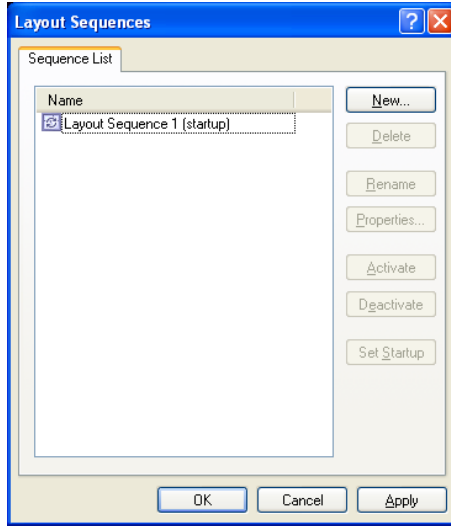 Layout Sequences
Sequence List
Name
Layout Sequence 1 (startup)
New...
Delete
Rename
Properties...
Activate
Deactivate
Set Startup
OK
Cancel
Apply